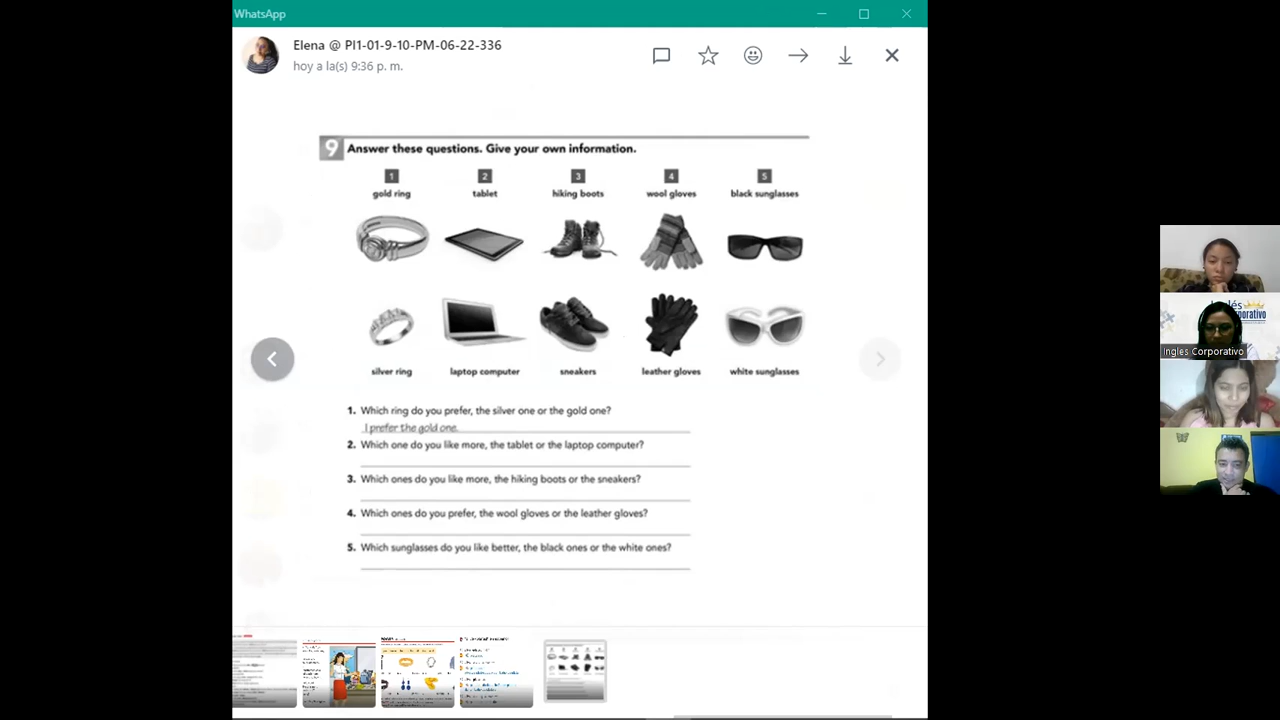 WhatsApp
Elena @ PI1-01-9-10-PM-06-22-336
hoy a la(s) 9:36 p. m.
9 Answer these questions. Give your own information.
1 2 3 4 5
gold ring tablet hiking boots wool gloves black sunglasses
silver ring laptop computer sneakers leather gloves white sunglasses
1. Which ring do you prefer, the silver one or the gold one?
I prefer the gold one.
2. Which one do you like more, the tablet or the laptop computer?
3. Which ones do you like more, the hiking boots or the sneakers?
4. Which ones do you prefer, the wool gloves or the leather gloves?
5. Which sunglasses do you like better, the black ones or the white ones?
Ingles Corporativo